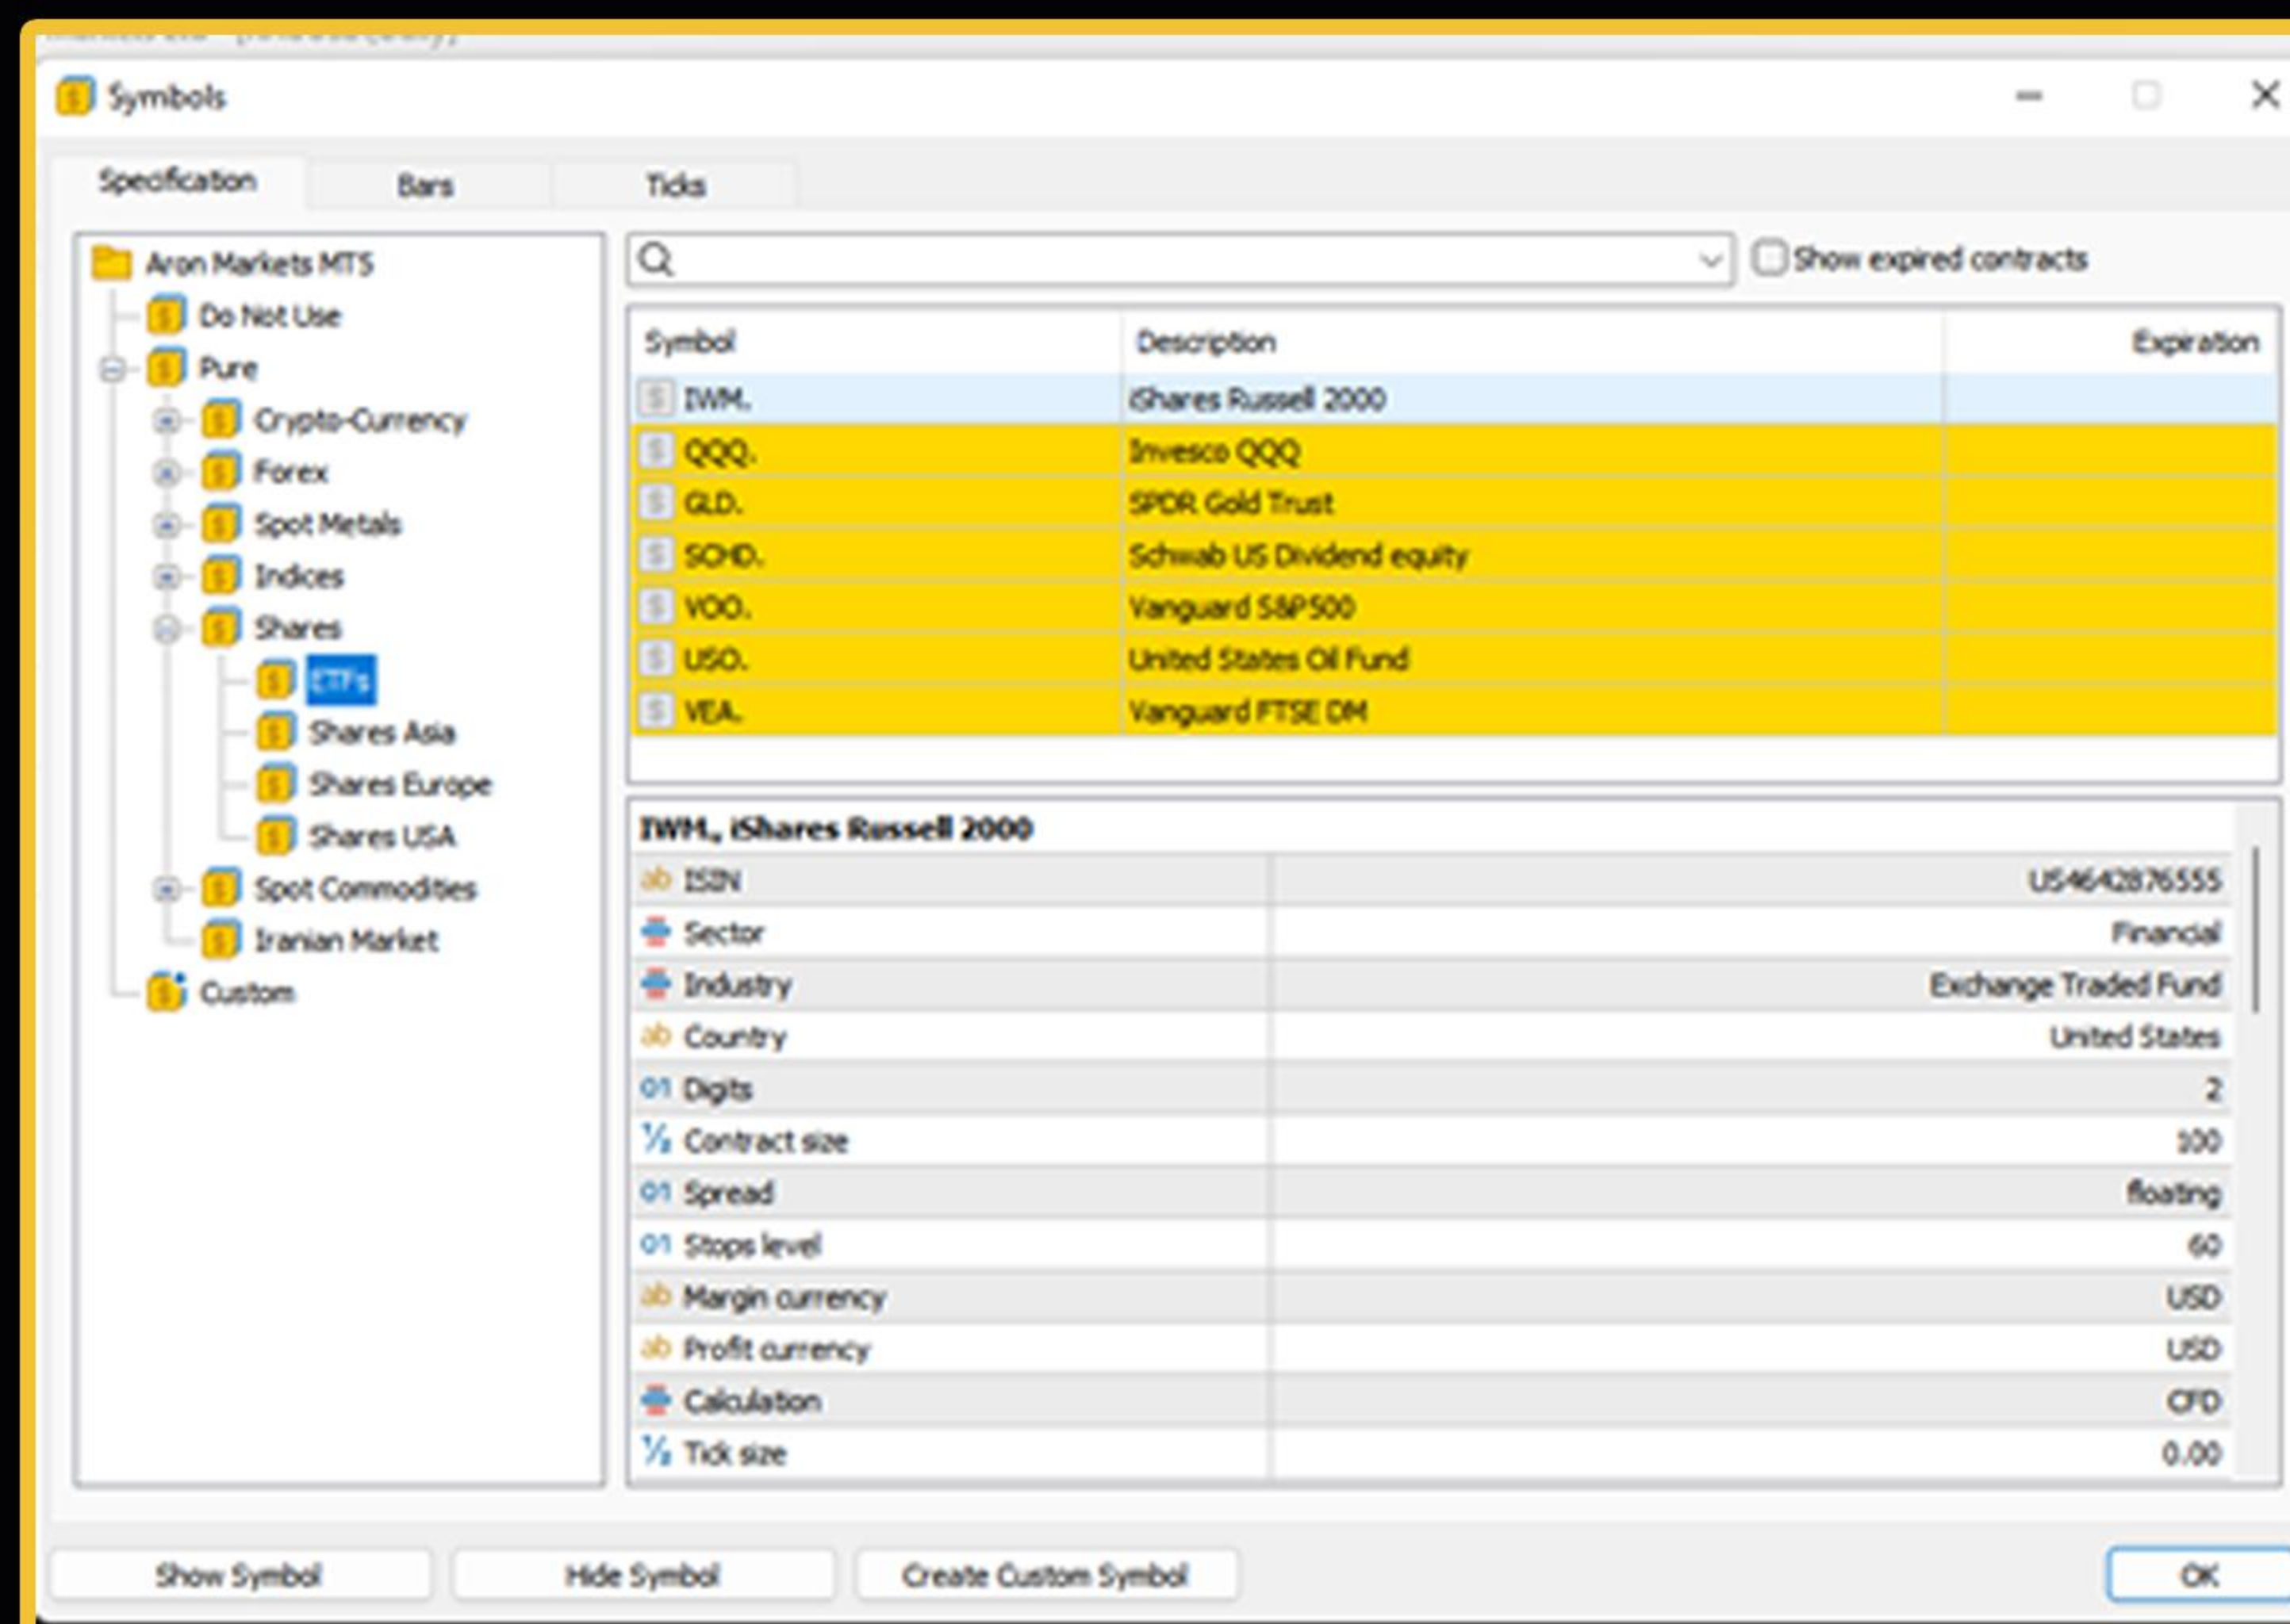 Symbols
Specification Bars Ticks
Aron Markets MTS
Do Not Use
Pure
Crypto-Currency
Forex
Spot Metals
Indices
Shares
ETFs
Shares Asia
Shares Europe
Shares USA
Spot Commodities
Iranian Market
Custom
Show expired contracts
Symbol Description Expiration
IWM. iShares Russell 2000
QQQ. Invesco QQQ
GLD. SPDR Gold Trust
SCHD. Schwab US Dividend equity
VOO. Vanguard S&P500
USO. United States Oil Fund
VEA. Vanguard FTSE DM
IWM., iShares Russell 2000
ISIN US4642876555
Sector Financial
Industry Exchange Traded Fund
Country United States
Digits 2
Contract size 100
Spread floating
Stops level 60
Margin currency USD
Profit currency USD
Calculation CFD
Tick size 0.00
Show Symbol Hide Symbol Create Custom Symbol OK